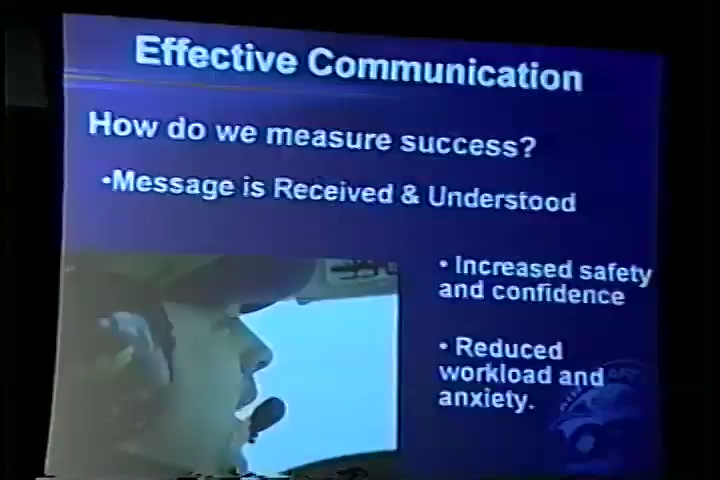 Effective Communication
How do we measure success?
•Message is Received & Understood
• Increased safety
and confidence
• Reduced
workload and
anxiety.